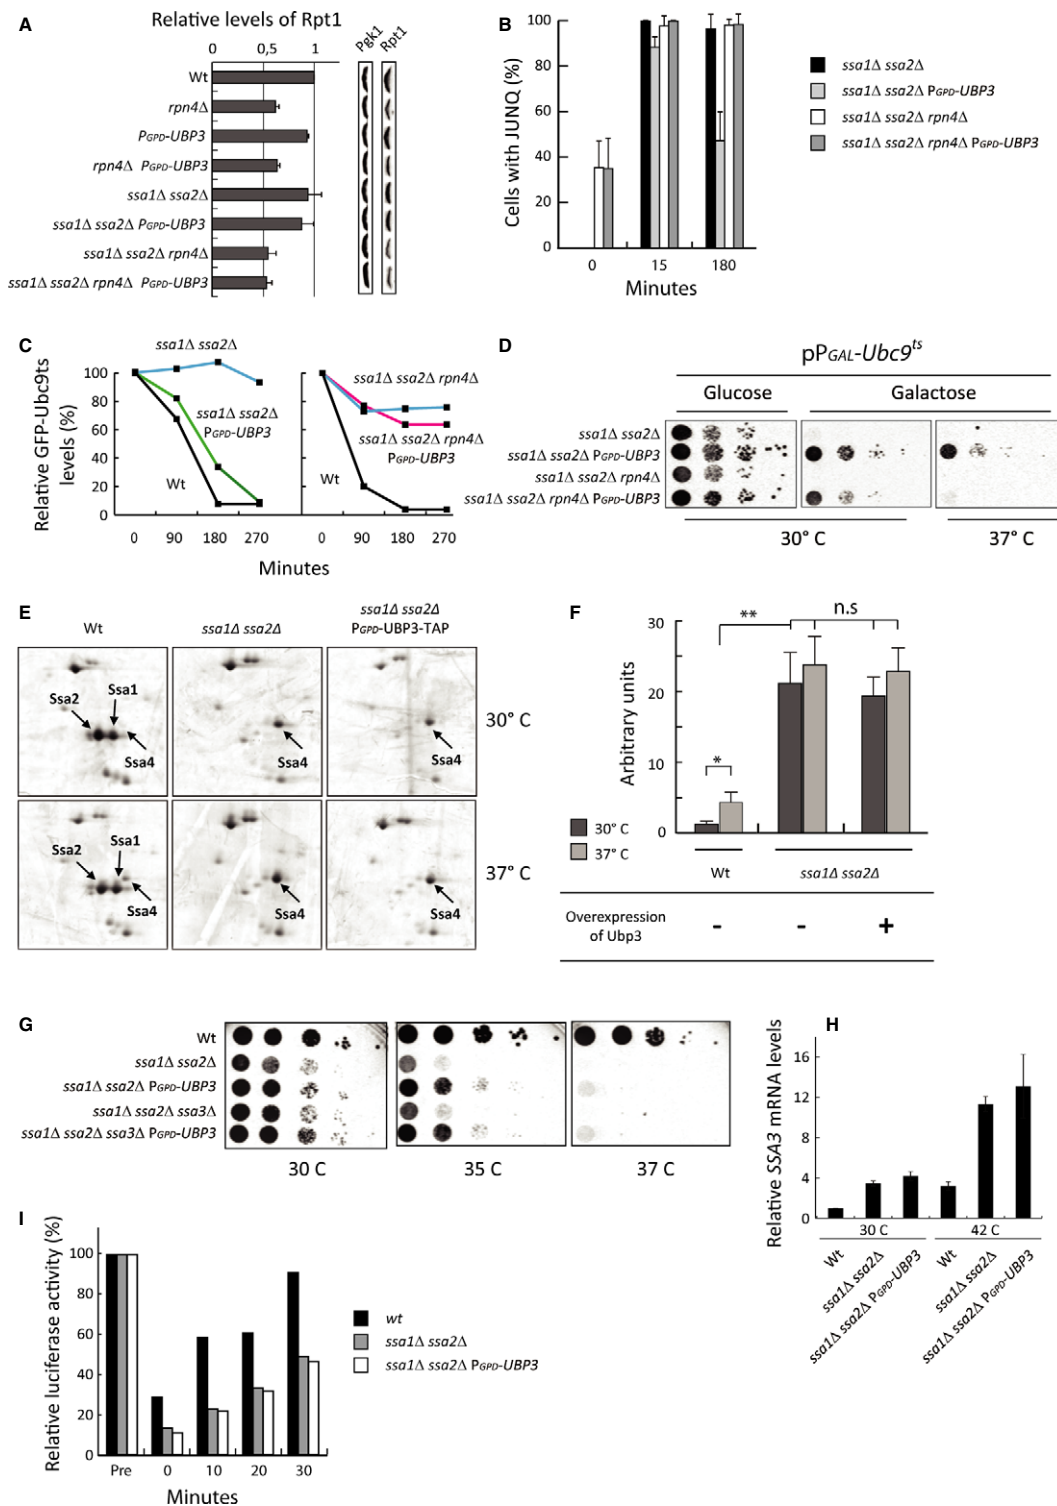 A
Relative levels of Rpt1
0 0,5 1
Pgk1
Rpt1
Wt
rpn4Δ
PGPD-UBP3
rpn4Δ PGPD-UBP3
ssa1Δ ssa2Δ
ssa1Δ ssa2Δ PGPD-UBP3
ssa1Δ ssa2Δ rpn4Δ
ssa1Δ ssa2Δ rpn4Δ PGPD-UBP3
B
Cells with JUNQ (%)
100
80
60
40
20
0
0 15 180
Minutes
ssa1Δ ssa2Δ
ssa1Δ ssa2Δ PGPD-UBP3
ssa1Δ ssa2Δ rpn4Δ
ssa1Δ ssa2Δ rpn4Δ PGPD-UBP3
C
Relative GFP-Ubc9ts
levels (%)
100
80
60
40
20
0
ssa1Δ ssa2Δ
ssa1Δ ssa2Δ
PGPD-UBP3
Wt
0 90 180 270
ssa1Δ ssa2Δ rpn4Δ
ssa1Δ ssa2Δ rpn4Δ
PGPD-UBP3
Wt
0 90 180 270
Minutes
D
pPGAL-Ubc9ts
Glucose Galactose
ssa1Δ ssa2Δ
ssa1Δ ssa2Δ PGPD-UBP3
ssa1Δ ssa2Δ rpn4Δ
ssa1Δ ssa2Δ rpn4Δ PGPD-UBP3
30° C 37° C
E
Wt
ssa1Δ ssa2Δ
ssa1Δ ssa2Δ
PGPD-UBP3-TAP
Ssa2
Ssa1
Ssa4
Ssa4
Ssa4
30° C
Ssa2
Ssa1
Ssa4
Ssa4
Ssa4
37° C
F
Arbitrary units
30
20
10
0
**
n.s
*
30° C
37° C
Wt ssa1Δ ssa2Δ
Overexpression
of Ubp3
- - +
G
Wt
ssa1Δ ssa2Δ
ssa1Δ ssa2Δ PGPD-UBP3
ssa1Δ ssa2Δ ssa3Δ
ssa1Δ ssa2Δ ssa3Δ PGPD-UBP3
30 C 35 C 37 C
H
Relative SSA3 mRNA levels
16
12
8
4
0
30 C 42 C
Wt
ssa1Δ ssa2Δ
ssa1Δ ssa2Δ PGPD-UBP3
Wt
ssa1Δ ssa2Δ
ssa1Δ ssa2Δ PGPD-UBP3
I
Relative luciferase activity (%)
100
80
60
40
20
0
Pre 0 10 20 30
Minutes
wt
ssa1Δ ssa2Δ
ssa1Δ ssa2Δ PGPD-UBP3